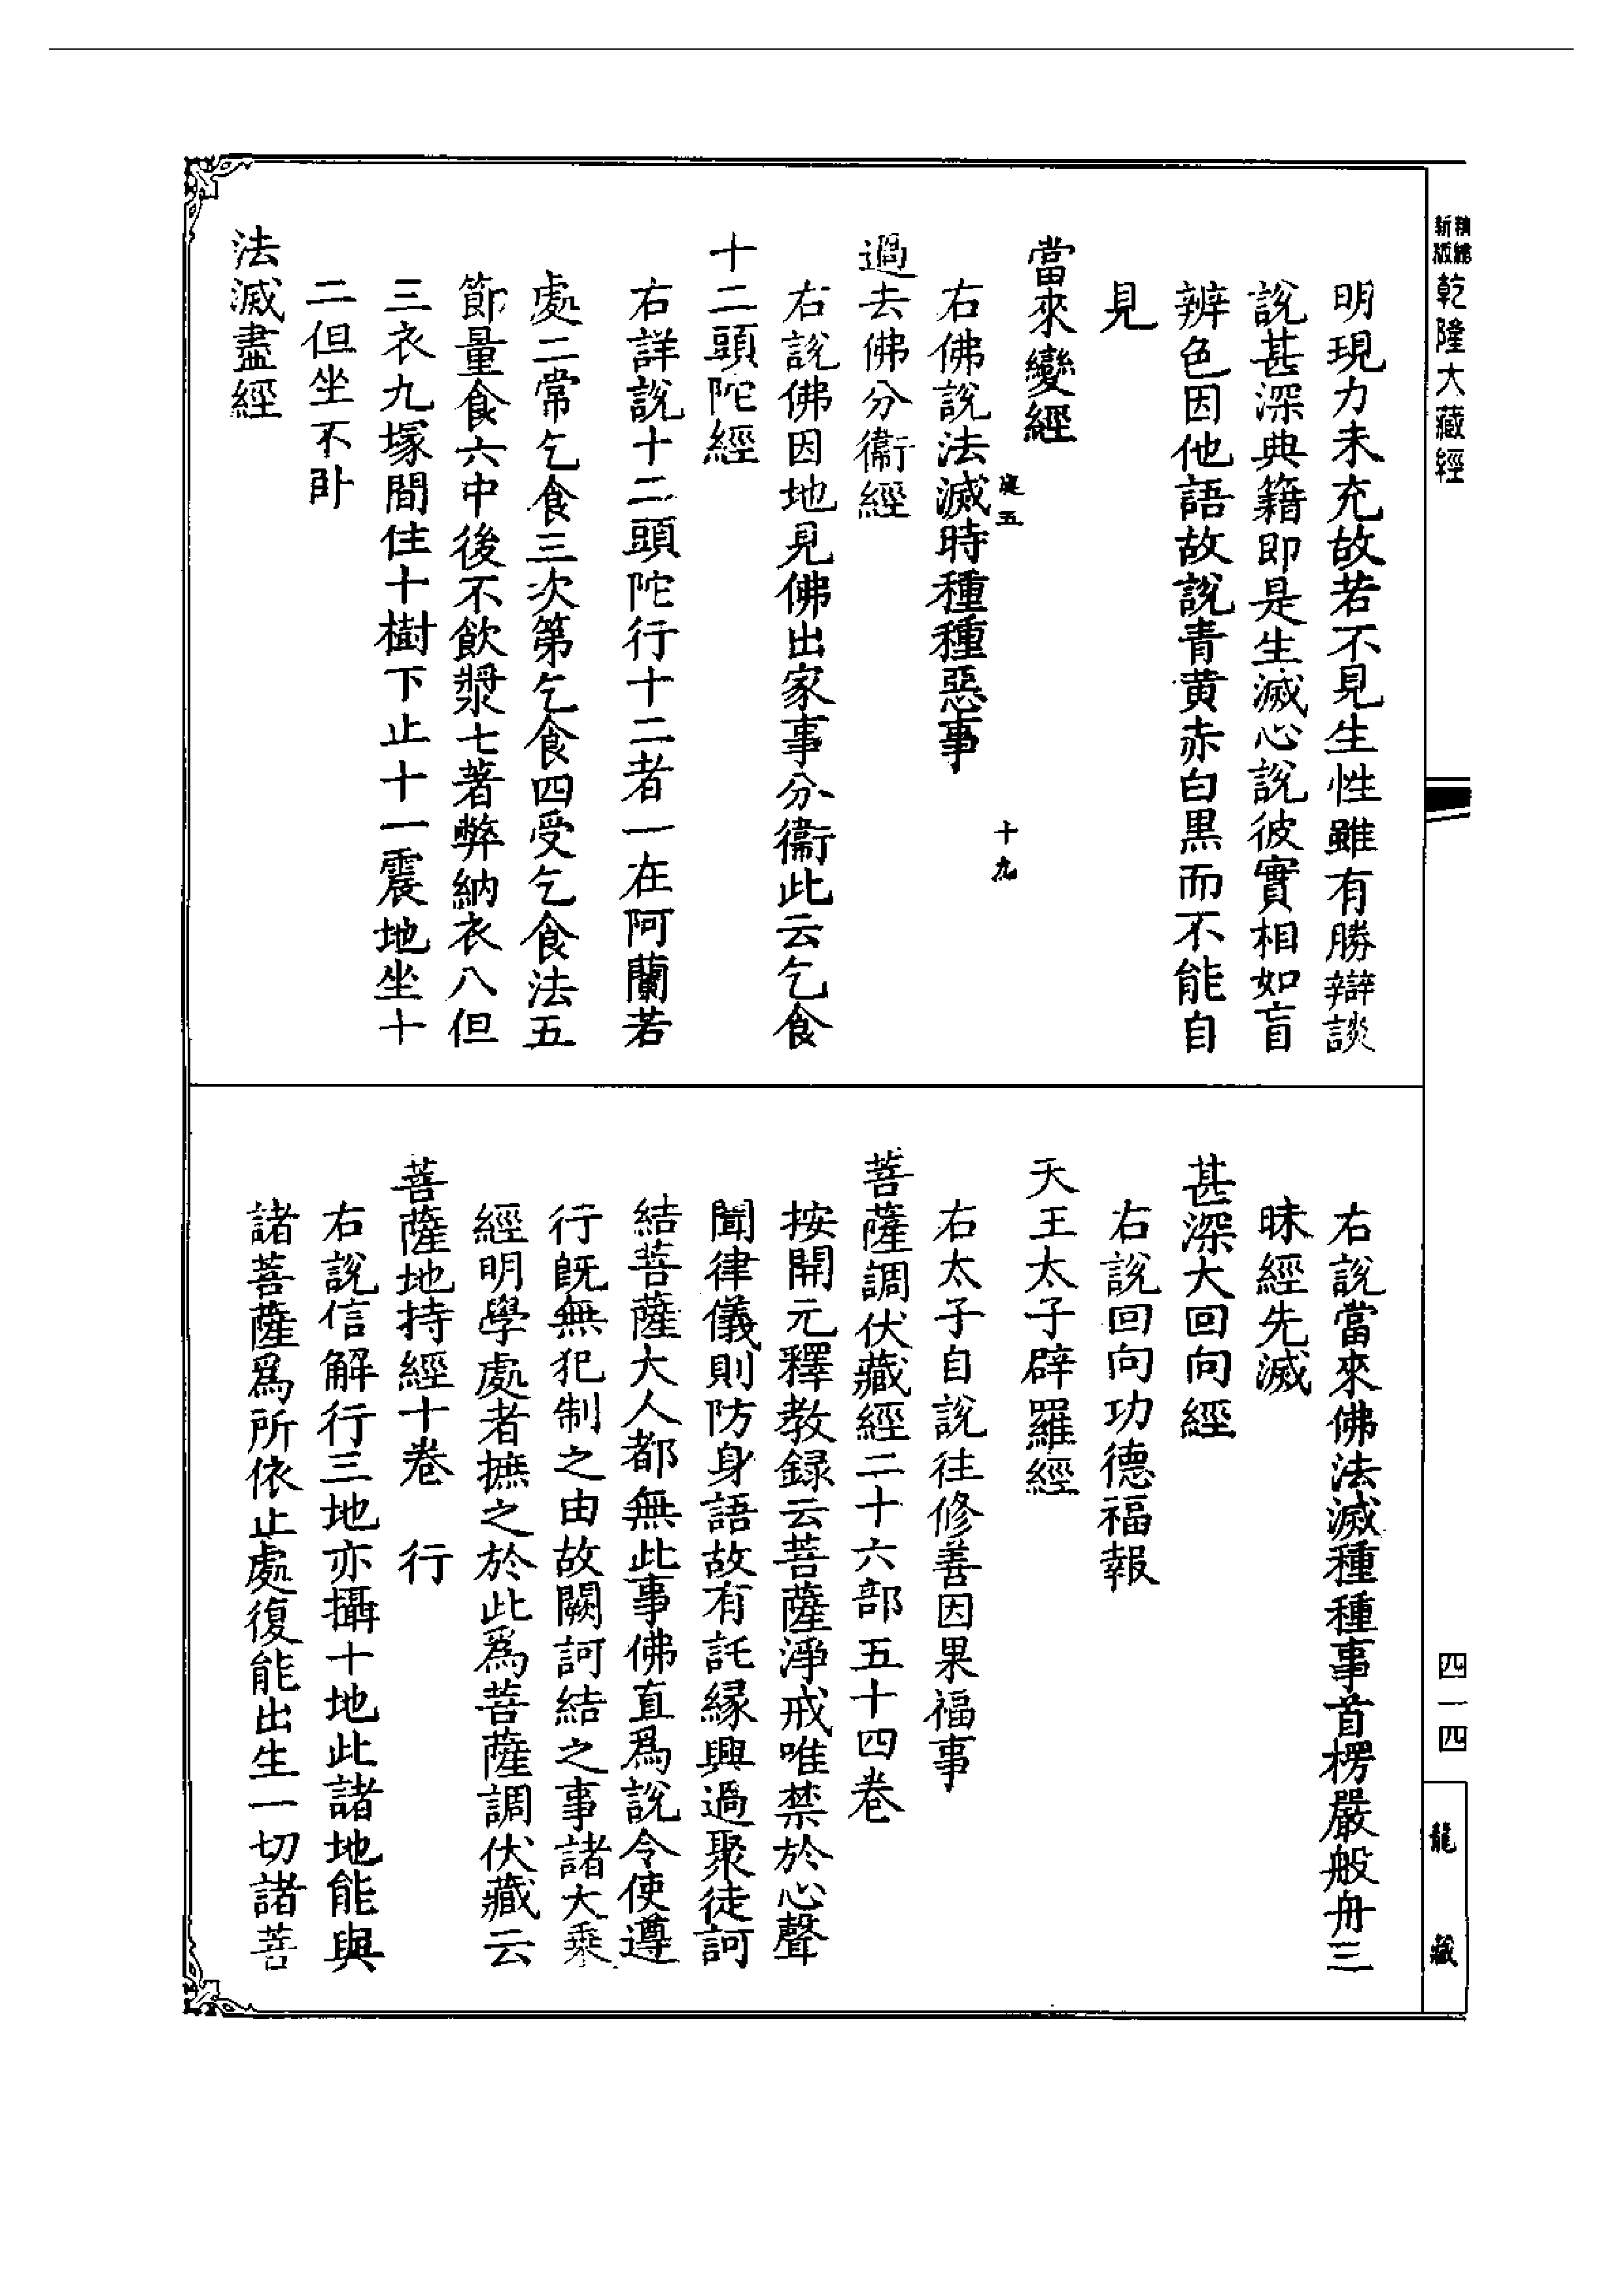 精繡
新版
乾隆大藏經
明現力未充故若不見生性雖有勝辯談
說甚深典籍即是生滅心說彼實相如盲
辨色因他語故說青黃赤白黑而不能自
見
當來變經
十九
右佛說法滅時種種惡事
過去佛分衞經
右說佛因地見佛出家事分衞此云乞食
十二頭陀經
右詳說十二頭陀行十二者一在阿蘭若
處二常乞食三次第乞食四受乞食法五
節量食六中後不飲漿七著弊納衣八但
三衣九塚間住十樹下止十一露地坐十
二但坐不卧
法滅盡經
右說當來佛法滅種種事首楞嚴般舟三
昧經先滅
甚深大回向經
右說回向功德福報
天王太子辟羅經
右太子自說往修善因果福事
菩薩調伏藏經二十六部五十四卷
按開元釋教録云菩薩淨戒唯禁於心聲
聞律儀則防身語故有託緣興過聚徒訶
結菩薩大人都無此事佛直爲說令使遵
行旣無犯制之由故闕訶結之事諸大乘
經明學處者摭之於此爲菩薩調伏藏云
菩薩地持經十卷　行
右說信解行三地亦攝十地此諸地能與
諸菩薩爲所依止處復能出生一切諸菩
四一四
龍藏